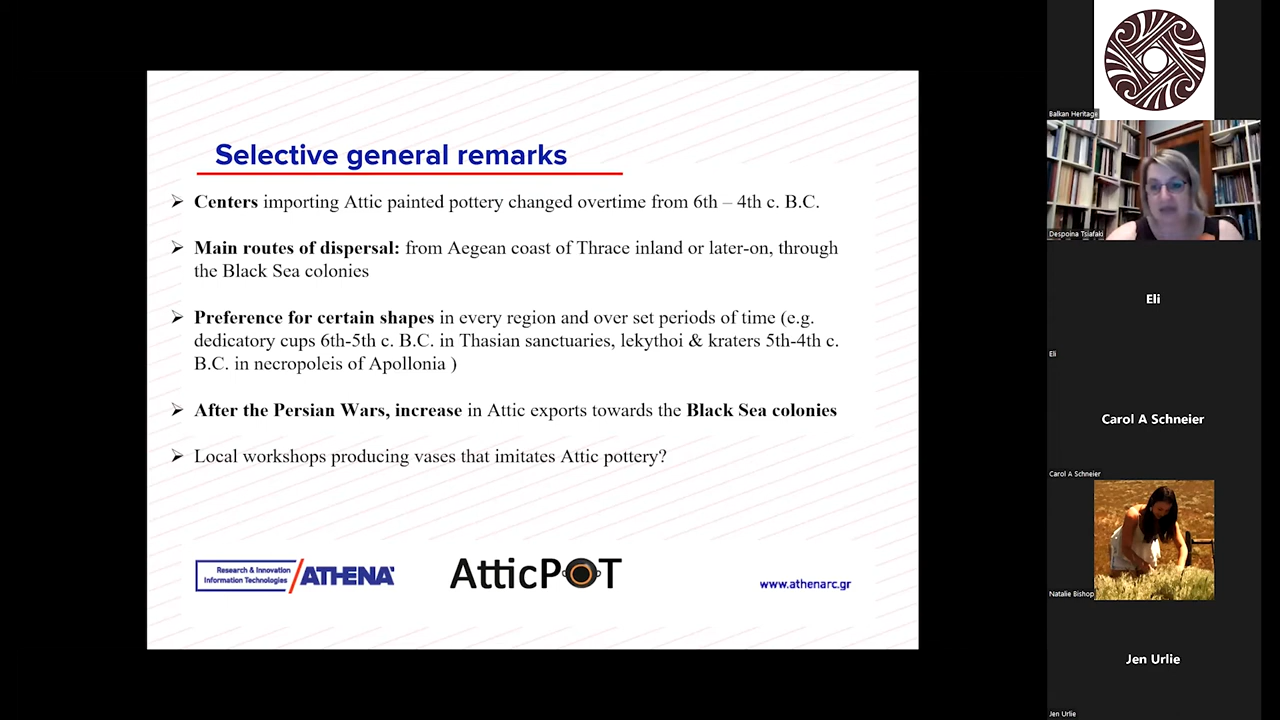 Selective general remarks
Centers importing Attic painted pottery changed overtime from 6th – 4th c. B.C.
Main routes of dispersal: from Aegean coast of Thrace inland or later-on, through
the Black Sea colonies
Preference for certain shapes in every region and over set periods of time (e.g.
dedicatory cups 6th-5th c. B.C. in Thasian sanctuaries, lekythoi & kraters 5th-4th c.
B.C. in necropoleis of Apollonia )
After the Persian Wars, increase in Attic exports towards the Black Sea colonies
Local workshops producing vases that imitates Attic pottery?
Research & Innovation
Information Technologies
ATHENA
AtticPOT
www.athenarc.gr
Balkan Heritage
Despoina Tsiafaki
Eli
Eli
Carol A Schneier
Carol A Schneier
Natalie Bishop
Jen Urlie
Jen Urlie